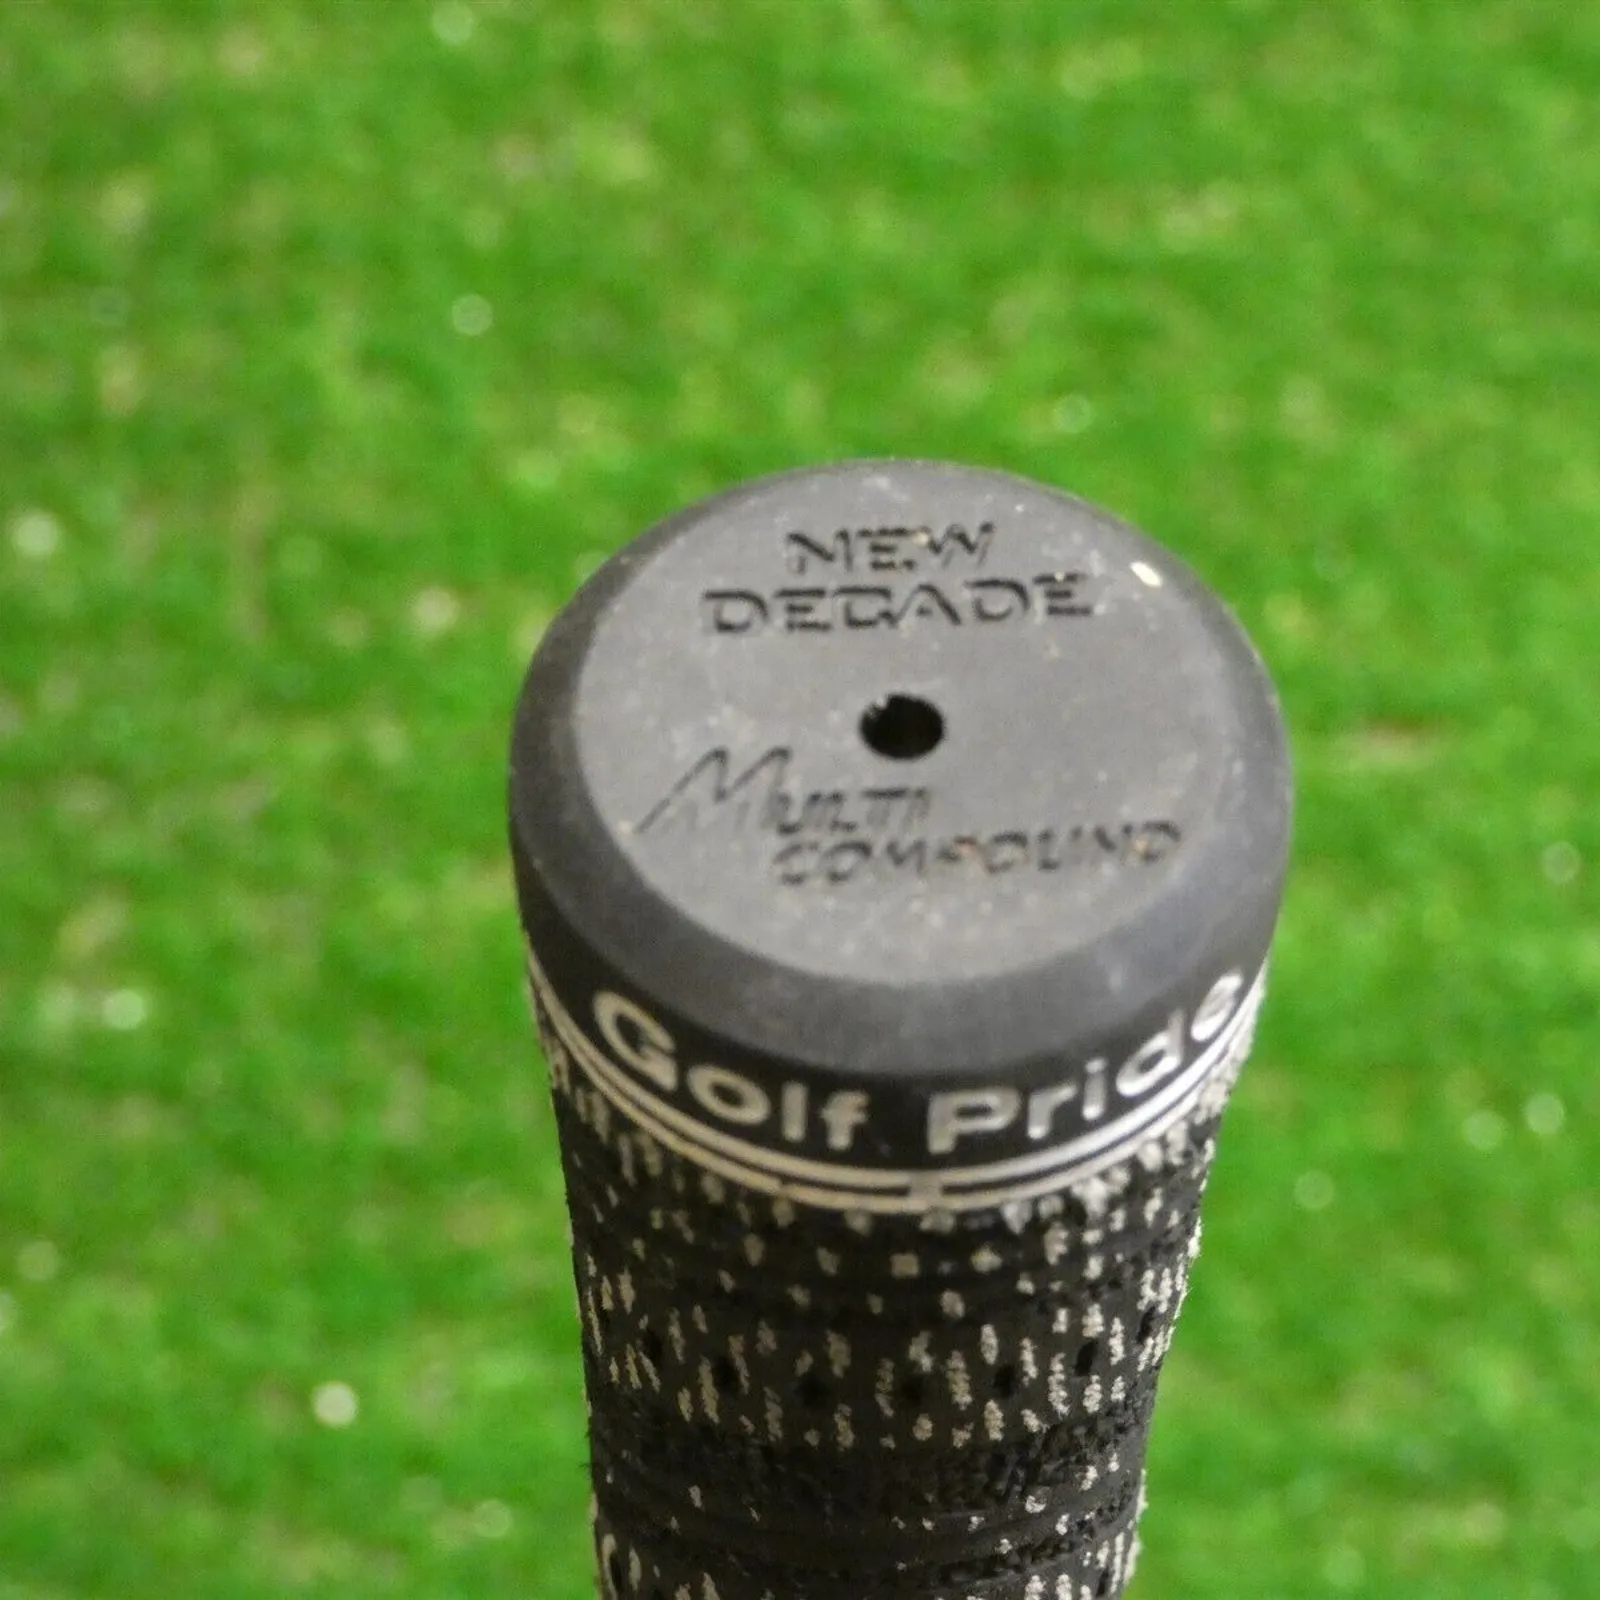 NEW
DECADE
MULTI
COMPOUND
Golf Pride